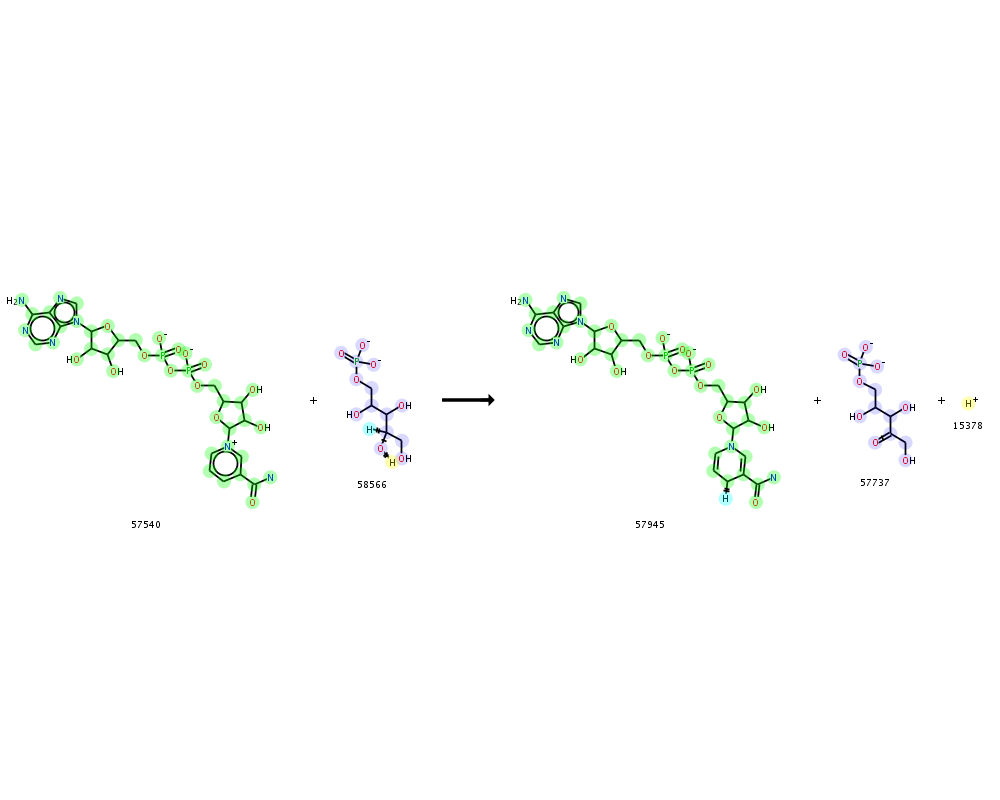 H₂N N N N N O HO OH O O⁻ P O O O⁻ P O O O OH OH N⁺ N O
57540
+
O O⁻ P O⁻ O HO OH H O H OH
58566
H₂N N N N N O HO OH O O⁻ P O O O⁻ P O O O OH OH N N O H
57945
+
O O⁻ P O⁻ O HO OH O OH
57737
+
H⁺
15378